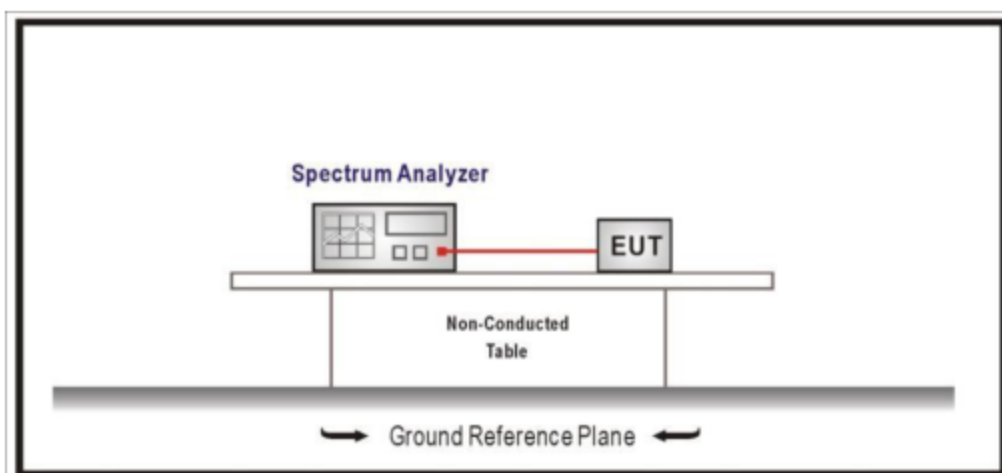 Spectrum Analyzer
EUT
Non-Conducted
Table
Ground Reference Plane